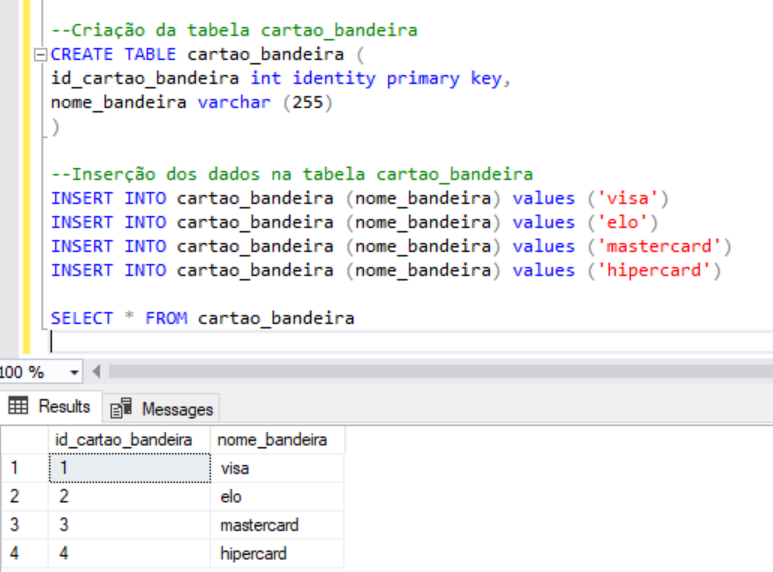 --Criação da tabela cartao_bandeira
CREATE TABLE cartao_bandeira (
id_cartao_bandeira int identity primary key,
nome_bandeira varchar (255)
)
--Inserção dos dados na tabela cartao_bandeira
INSERT INTO cartao_bandeira (nome_bandeira) values ('visa')
INSERT INTO cartao_bandeira (nome_bandeira) values ('elo')
INSERT INTO cartao_bandeira (nome_bandeira) values ('mastercard')
INSERT INTO cartao_bandeira (nome_bandeira) values ('hipercard')
SELECT * FROM cartao_bandeira
100 %
Results Messages
id_cartao_bandeira nome_bandeira
1 1 visa
2 2 elo
3 3 mastercard
4 4 hipercard